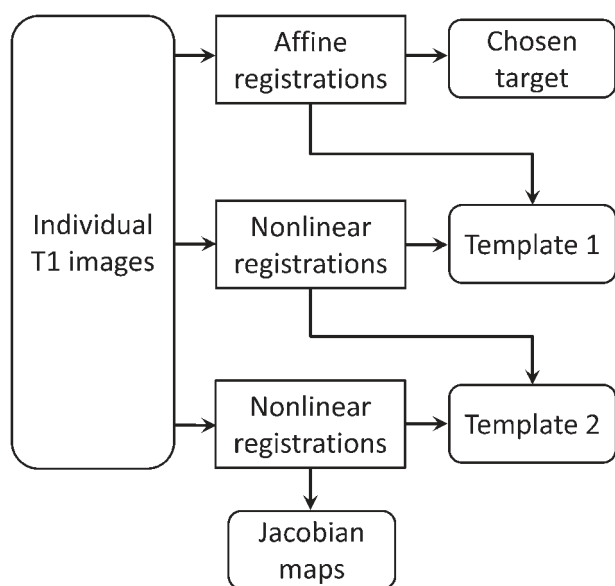 Affine
registrations
Chosen
target
Individual
T1 images
Nonlinear
registrations
Template 1
Nonlinear
registrations
Template 2
Jacobian
maps